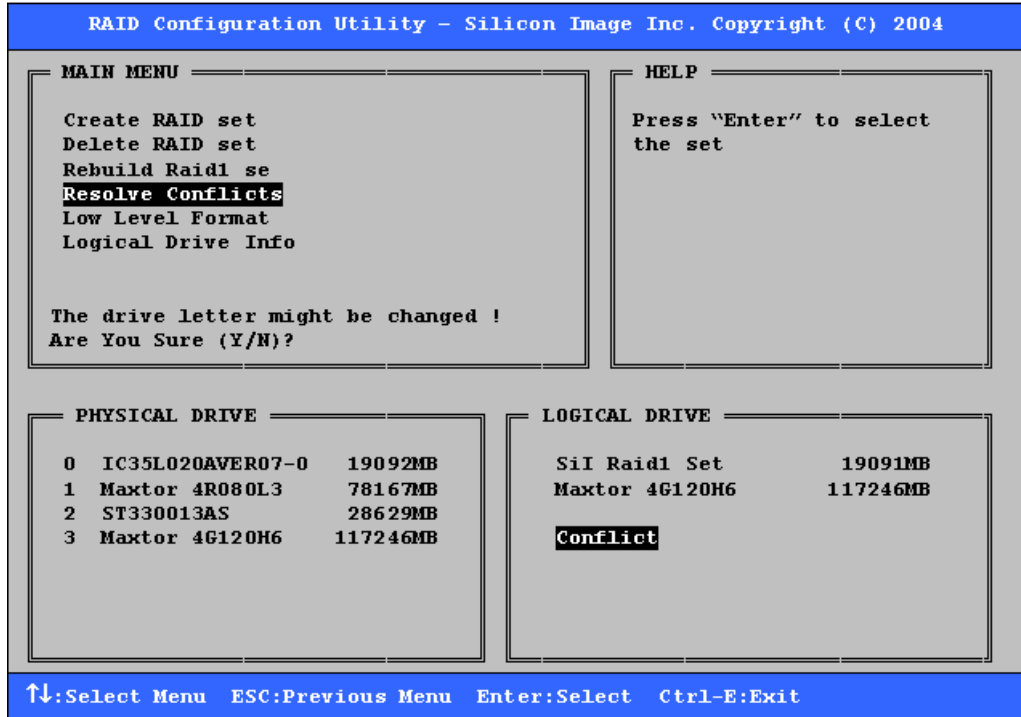 RAID Configuration Utility - Silicon Image Inc. Copyright (C) 2004
MAIN MENU
Create RAID set
Delete RAID set
Rebuild Raid1 se
Resolve Conflicts
Low Level Format
Logical Drive Info
The drive letter might be changed !
Are You Sure (Y/N)?
HELP
Press “Enter” to select
the set
PHYSICAL DRIVE
0 IC35L020AVER07-0 19092MB
1 Maxtor 4R080L3 78167MB
2 ST330013AS 28629MB
3 Maxtor 4G120H6 117246MB
LOGICAL DRIVE
SiI Raid1 Set 19091MB
Maxtor 4G120H6 117246MB
Conflict
↑↓:Select Menu ESC:Previous Menu Enter:Select Ctrl-E:Exit